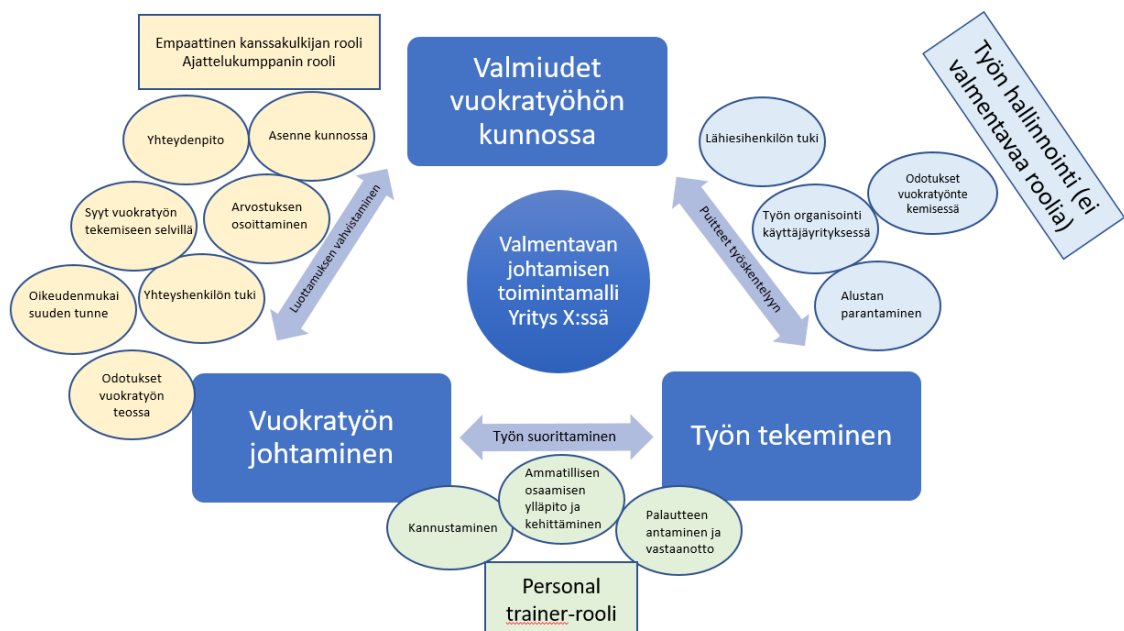 Empaattinen kanssakulkijan rooli
Ajattelukumppanin rooli
Valmiudet
vuokratyöhön
kunnossa
Työn hallinnointi (ei
valmentavaa roolia)
Yhteydenpito
Asenne kunnossa
Lähiesihenkilön tuki
Syyt vuokratyön
tekemiseen selvillä
Arvostuksen
osoittaminen
Luottamuksen vahvistaminen
Puitteet työskentelyyn
Odotukset
vuokratyönte
kemisessä
Työn organisointi
käyttäjäyrityksessä
Valmentavan
johtamisen
toimintamalli
Yritys X:ssä
Oikeudenmukai
suuden tunne
Yhteyshenkilön tuki
Alustan
parantaminen
Odotukset
vuokratyön
teossa
Vuokratyön
johtaminen
Työn suorittaminen
Työn tekeminen
Kannustaminen
Ammatillisen
osaamisen
ylläpito ja
kehittäminen
Palautteen
antaminen ja
vastaanotto
Personal
trainer-rooli